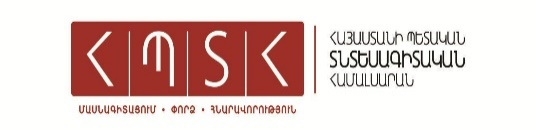 ՀՊՏՀ
ՄԱՍՆԱԳԻՏԱՑՈՒՄ • ՓՈՐՁ • ՀՆԱՐԱՎՈՐՈՒԹՅՈՒՆ
ՀԱՅԱՍՏԱՆԻ ՊԵՏԱԿԱՆ
ՏՆՏԵՍԱԳԻՏԱԿԱՆ
ՀԱՄԱԼՍԱՐԱՆ